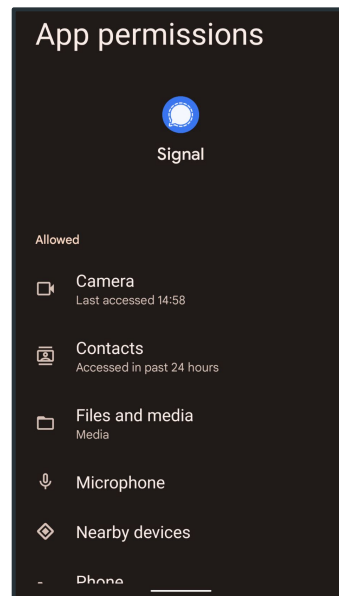 App permissions
Signal
Allowed
Camera
Last accessed 14:58
Contacts
Accessed in past 24 hours
Files and media
Media
Microphone
Nearby devices
Phone